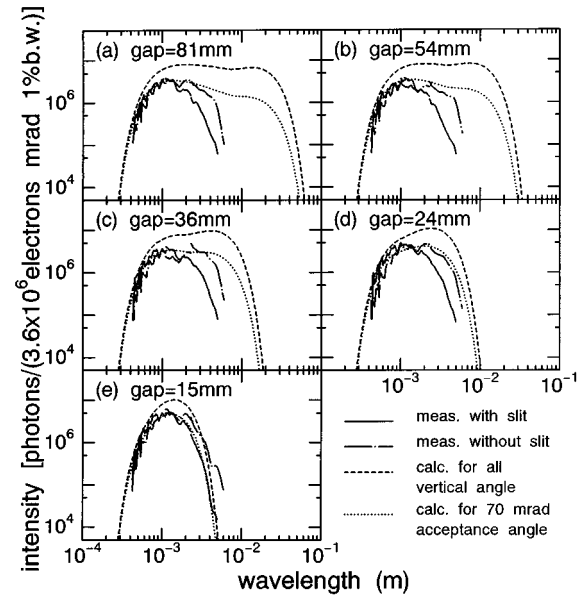 intensity [photons/(3.6x10^6 electrons mrad 1%b.w.)]
(a) gap=81mm
(b) gap=54mm
10^6
10^4
(c) gap=36mm
(d) gap=24mm
10^6
10^4
10^-3 10^-2 10^-1
(e) gap=15mm
10^6
10^4
10^-4 10^-3 10^-2 10^-1
wavelength (m)
meas. with slit
meas. without slit
calc. for all
vertical angle
calc. for 70 mrad
acceptance angle